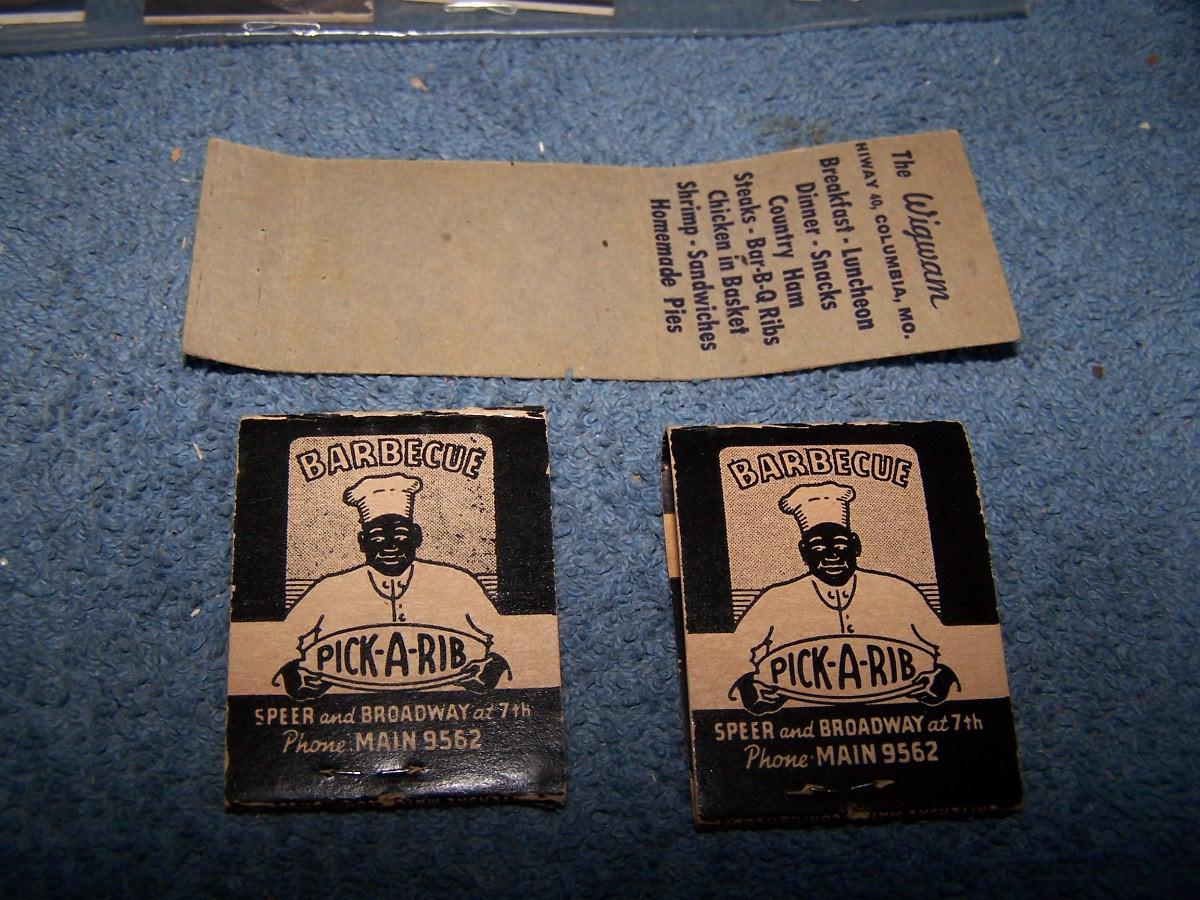 The Wigwam
HIWAY 40, COLUMBIA, MO.
Breakfast - Luncheon
Dinner - Snacks
Country Ham
Steaks - Bar-B-Q Ribs
Chicken in Basket
Shrimp - Sandwiches
Homemade Pies
BARBECUE
PICK-A-RIB
SPEER and BROADWAY at 7th
Phone MAIN 9562
BARBECUE
PICK-A-RIB
SPEER and BROADWAY at 7th
Phone MAIN 9562